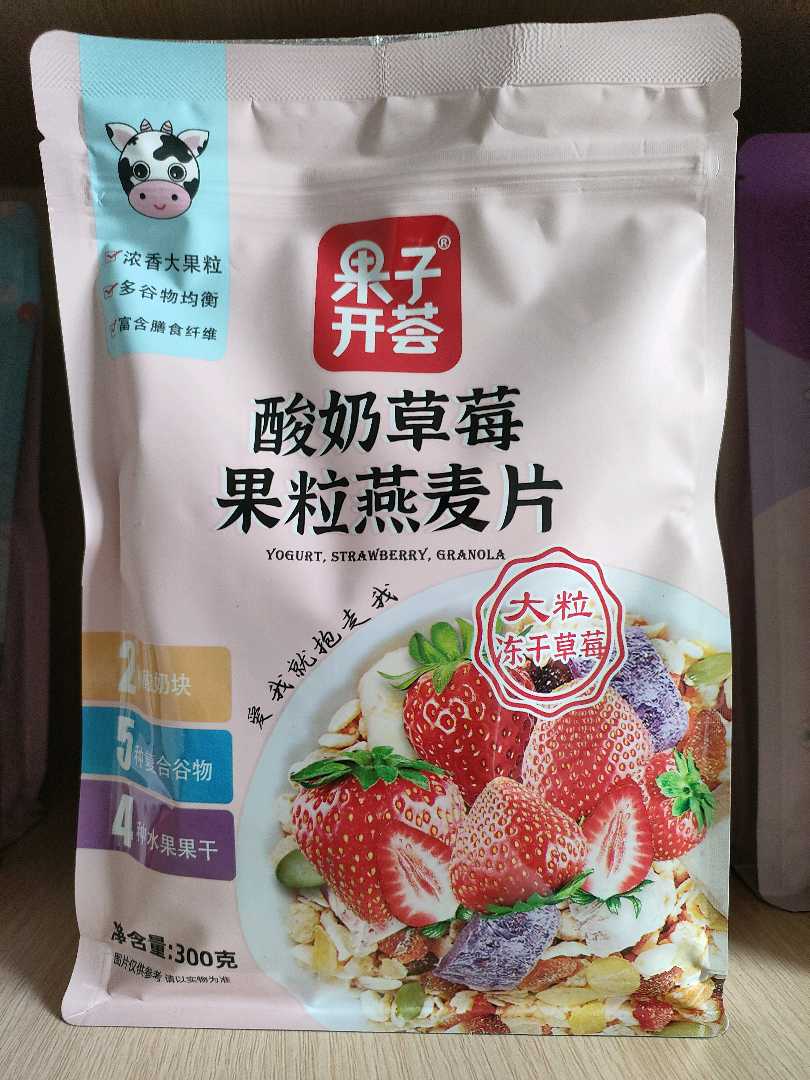 浓香大果粒
多谷物均衡
富含膳食纤维
果子®
开荟
酸奶草莓
果粒燕麦片
YOGURT, STRAWBERRY, GRANOLA
大粒
冻干草莓
爱我就抱走我
2种酸奶块
5种复合谷物
4种水果果干
净含量:300克
图片仅供参考 请以实物为准